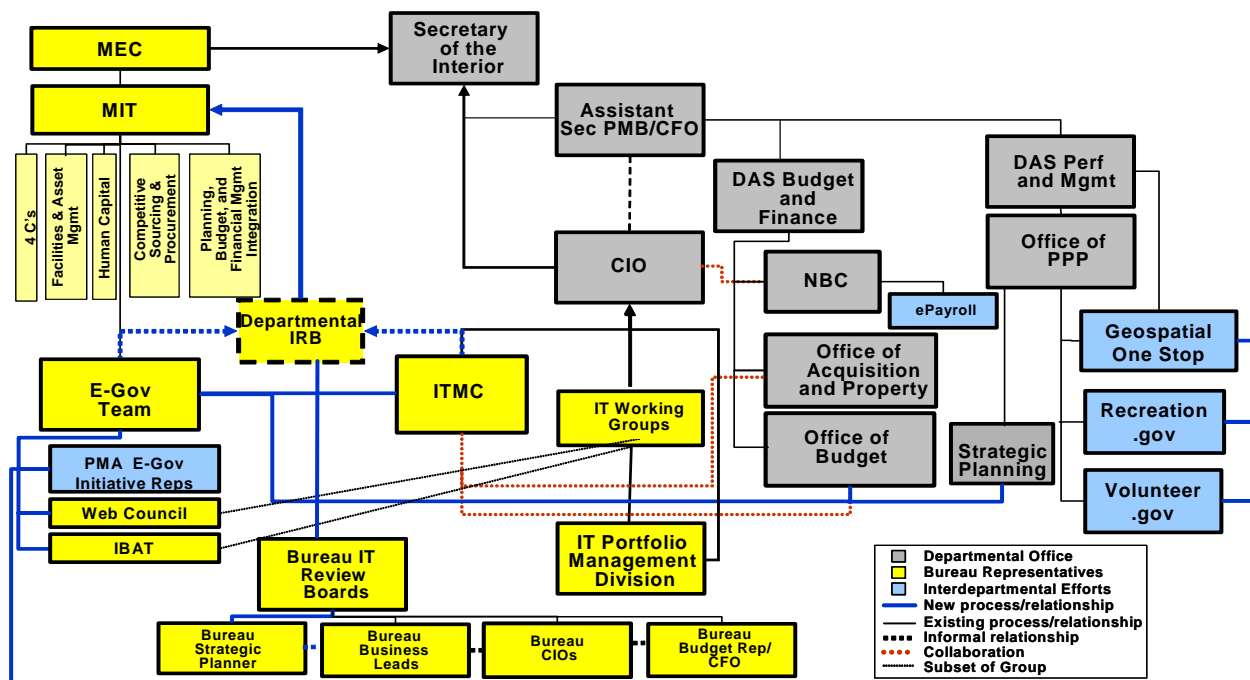 MEC
Secretary
of the
Interior
MIT
Assistant
Sec PMB/CFO
4 C's
Facilities & Asset
Mgmt
Human Capital
Competitive
Sourcing &
Procurement
Planning,
Budget, and
Financial Mgmt
Integration
DAS Budget
and
Finance
DAS Perf
and Mgmt
Office of
PPP
CIO
NBC
ePayroll
Departmental
IRB
Geospatial
One Stop
E-Gov
Team
ITMC
IT Working
Groups
Office of
Acquisition
and Property
Office of
Budget
Recreation
.gov
Strategic
Planning
Volunteer
.gov
PMA E-Gov
Initiative Reps
Web Council
IBAT
Bureau IT
Review
Boards
IT Portfolio
Management
Division
Bureau
Strategic
Planner
Bureau
Business
Leads
Bureau
CIOs
Bureau
Budget Rep/
CFO
Departmental Office
Bureau Representatives
Interdepartmental Efforts
New process/relationship
Existing process/relationship
Informal relationship
Collaboration
Subset of Group